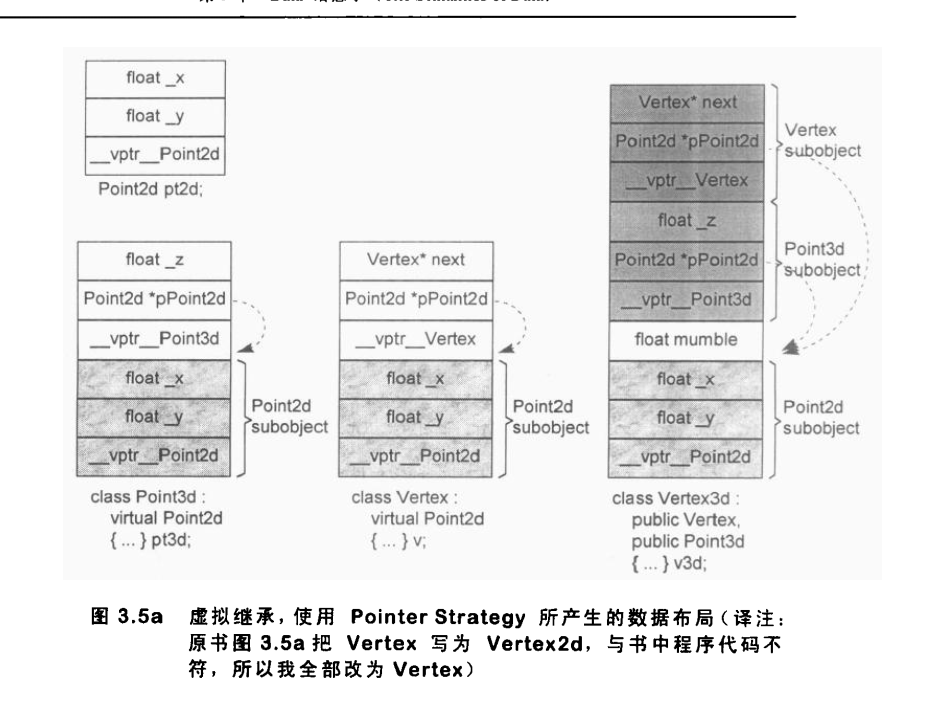 float _x
float _y
__vptr__Point2d
Point2d pt2d;
float _z
Point2d *pPoint2d
__vptr__Point3d
float _x
float _y
__vptr__Point2d
Point2d
subobject
class Point3d :
virtual Point2d
{ ... } pt3d;
Vertex* next
Point2d *pPoint2d
__vptr__Vertex
float _x
float _y
__vptr__Point2d
Point2d
subobject
class Vertex :
virtual Point2d
{ ... } v;
Vertex* next
Point2d *pPoint2d
__vptr__Vertex
Vertex
subobject
float _z
Point2d *pPoint2d
__vptr__Point3d
Point3d
subobject
float mumble
float _x
float _y
__vptr__Point2d
Point2d
subobject
class Vertex3d :
public Vertex,
public Point3d
{ ... } v3d;
图 3.5a 虚拟继承，使用 Pointer Strategy 所产生的数据布局（译注：
原书图 3.5a 把 Vertex 写为 Vertex2d，与书中程序代码不
符，所以我全部改为 Vertex）